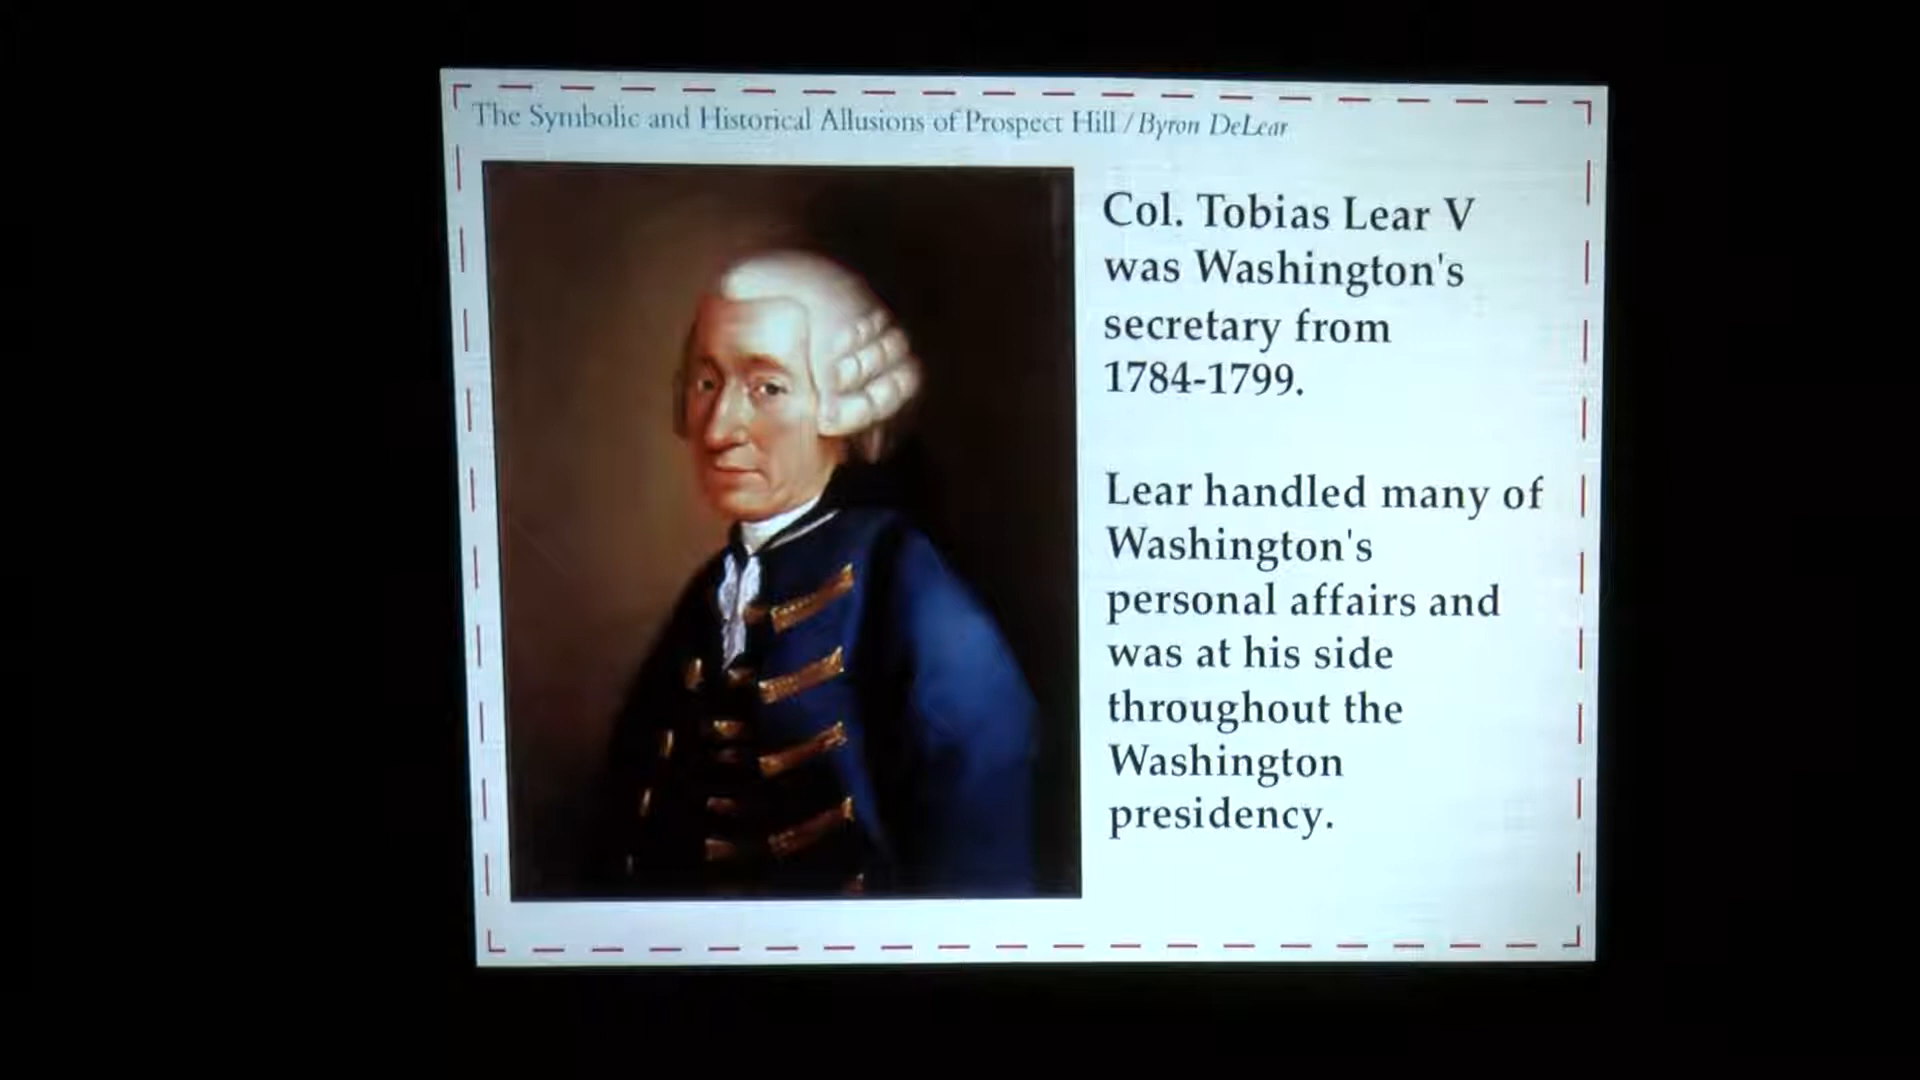 The Symbolic and Historical Allusions of Prospect Hill / Byron DeLear
Col. Tobias Lear V
was Washington's
secretary from
1784-1799.
Lear handled many of
Washington's
personal affairs and
was at his side
throughout the
Washington
presidency.